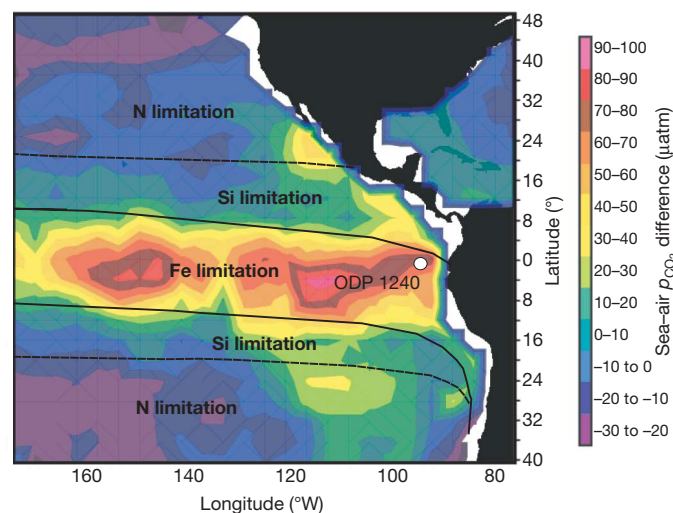 N limitation
Si limitation
Fe limitation
ODP 1240
Si limitation
N limitation
48
40
32
28
16
8
0
8
16
24
32
40
Latitude (°)
160
140
120
100
80
Longitude (°W)
90–100
80–90
70–80
60–70
50–60
40–50
30–40
20–30
10–20
0–10
–10 to 0
–20 to –10
–30 to –20
Sea–air pCO₂ difference (μatm)